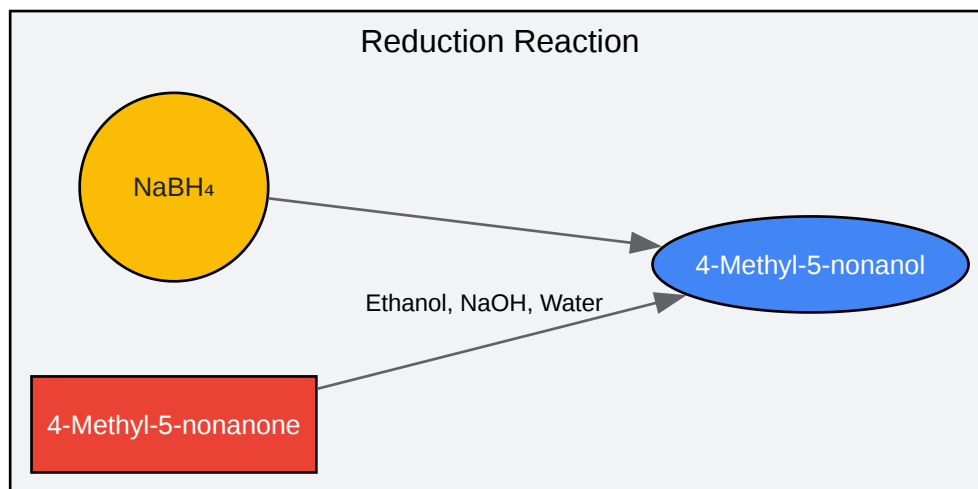 Reduction Reaction
NaBH₄
4-Methyl-5-nonanol
Ethanol, NaOH, Water
4-Methyl-5-nonanone